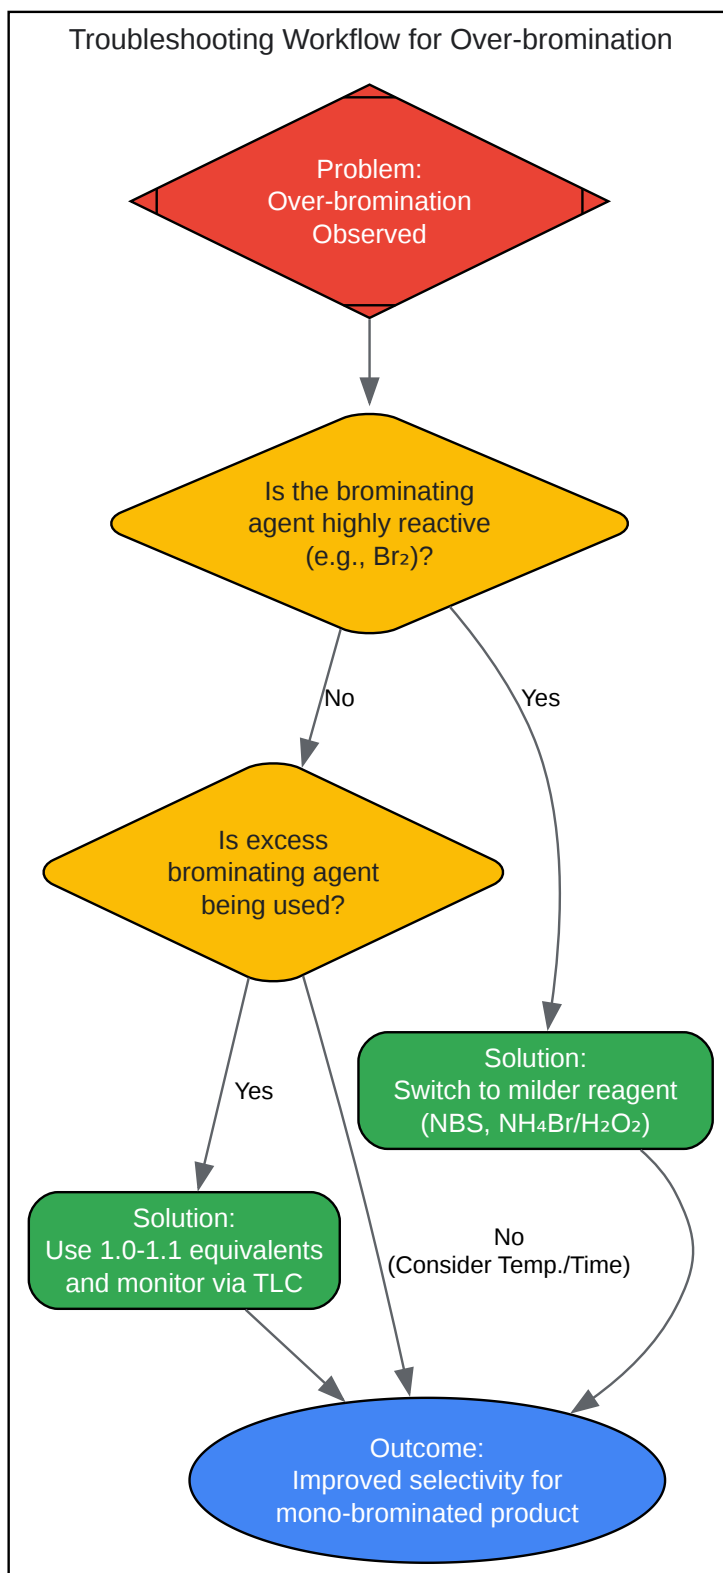 Troubleshooting Workflow for Over-bromination
Problem:
Over-bromination
Observed
Is the brominating
agent highly reactive
(e.g., Br₂)?
No
Yes
Is excess
brominating agent
being used?
Solution:
Switch to milder reagent
(NBS, NH₄Br/H₂O₂)
Yes
Solution:
Use 1.0-1.1 equivalents
and monitor via TLC
No
(Consider Temp./Time)
Outcome:
Improved selectivity for
mono-brominated product